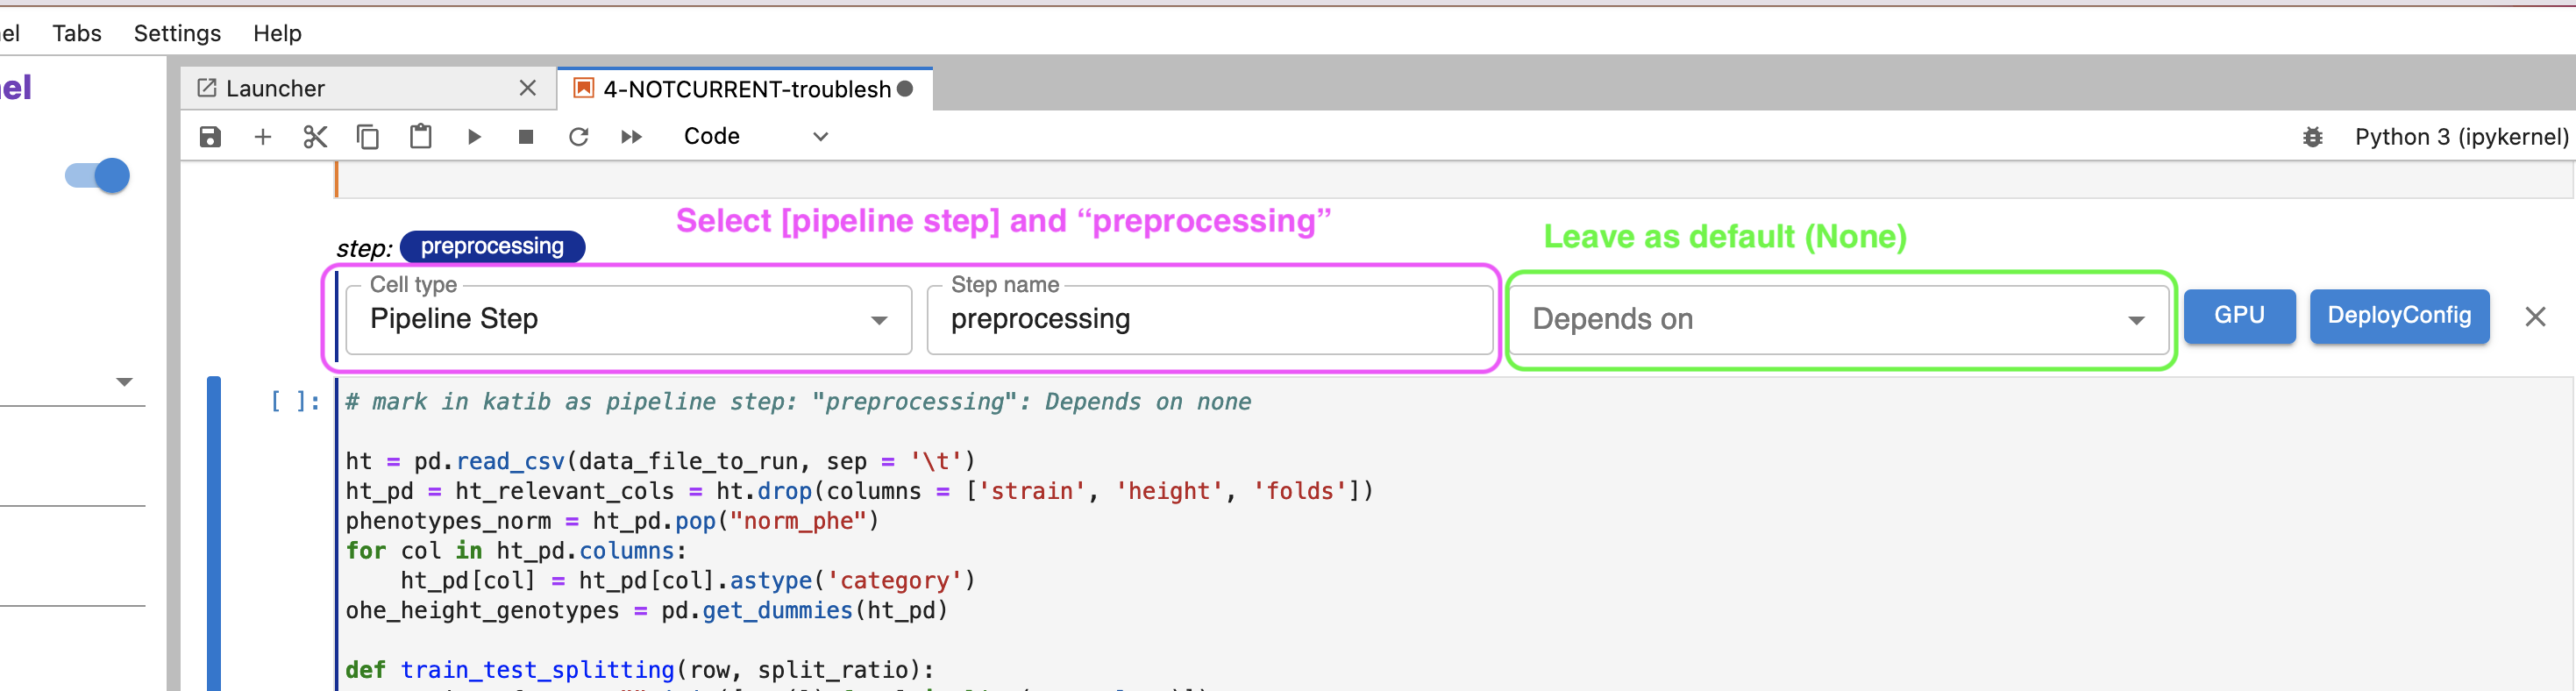 el Tabs Settings Help
el
Launcher
4-NOTCURRENT-troublesh
Code
Python 3 (ipykernel)
Select [pipeline step] and “preprocessing”
Leave as default (None)
step: preprocessing
Cell type
Pipeline Step
Step name
preprocessing
Depends on
GPU
DeployConfig
[ ]:
# mark in katib as pipeline step: "preprocessing": Depends on none
ht = pd.read_csv(data_file_to_run, sep = '\t')
ht_pd = ht_relevant_cols = ht.drop(columns = ['strain', 'height', 'folds'])
phenotypes_norm = ht_pd.pop("norm_phe")
for col in ht_pd.columns:
    ht_pd[col] = ht_pd[col].astype('category')
ohe_height_genotypes = pd.get_dummies(ht_pd)
def train_test_splitting(row, split_ratio):